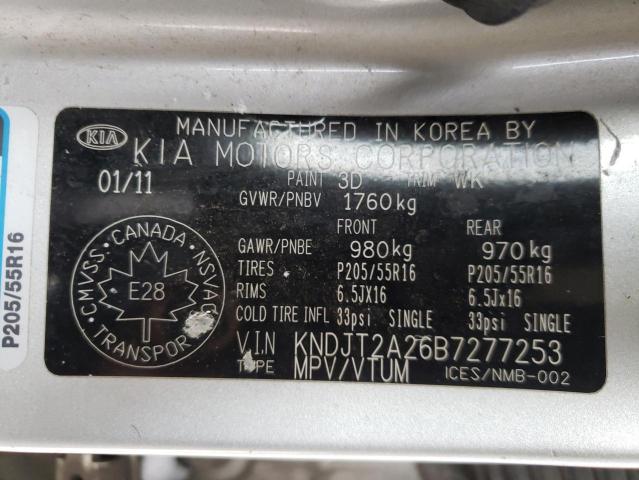 MANUFACTURED IN KOREA BY
KIA KIA MOTORS CORPORATION
01/11 PAINT 3D TRIM WK
GVWR/PNBV 1760kg
FRONT REAR
GAWR/PNBE 980kg 970kg
TIRES P205/55R16 P205/55R16
RIMS 6.5JX16 6.5Jx16
COLD TIRE INFL 33psi SINGLE 33psi SINGLE
V.I.N KNDJT2A26B7277253
TYPE MPV/VTUM ICES/NMB-002
CMVSS · CANADA · NSVAC
E28
TRANSPORT
P205/55R16